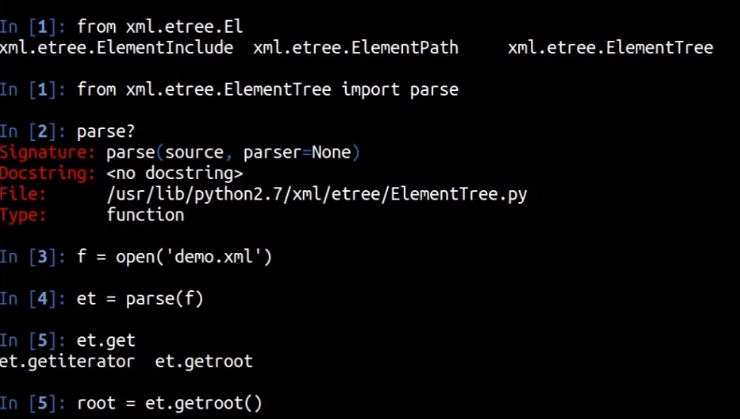 In [1]: from xml.etree.El
xml.etree.ElementInclude  xml.etree.ElementPath     xml.etree.ElementTree
In [1]: from xml.etree.ElementTree import parse
In [2]: parse?
Signature: parse(source, parser=None)
Docstring: <no docstring>
File:      /usr/lib/python2.7/xml/etree/ElementTree.py
Type:      function
In [3]: f = open('demo.xml')
In [4]: et = parse(f)
In [5]: et.get
et.getiterator  et.getroot
In [5]: root = et.getroot()